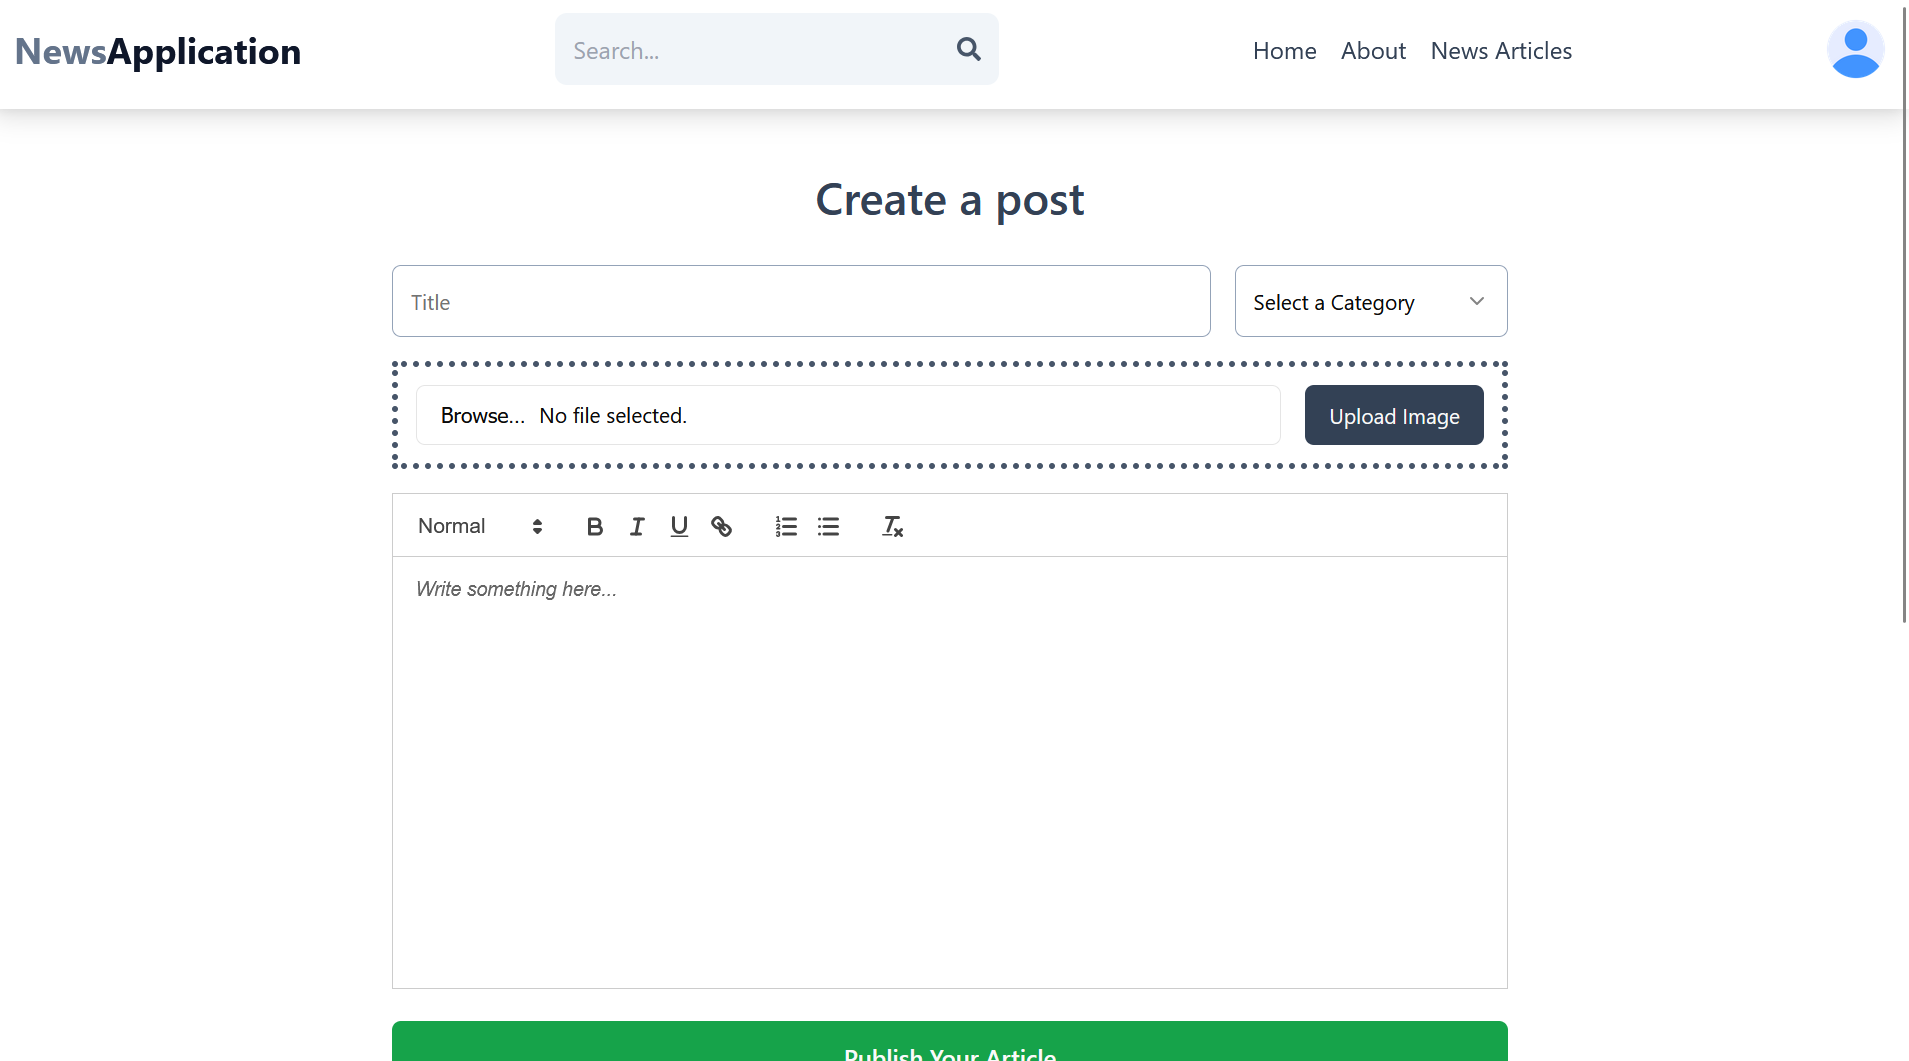 NewsApplication
Search...
Home About News Articles
Create a post
Title
Select a Category
Browse... No file selected.
Upload Image
Normal
Write something here...
Publish Your Article